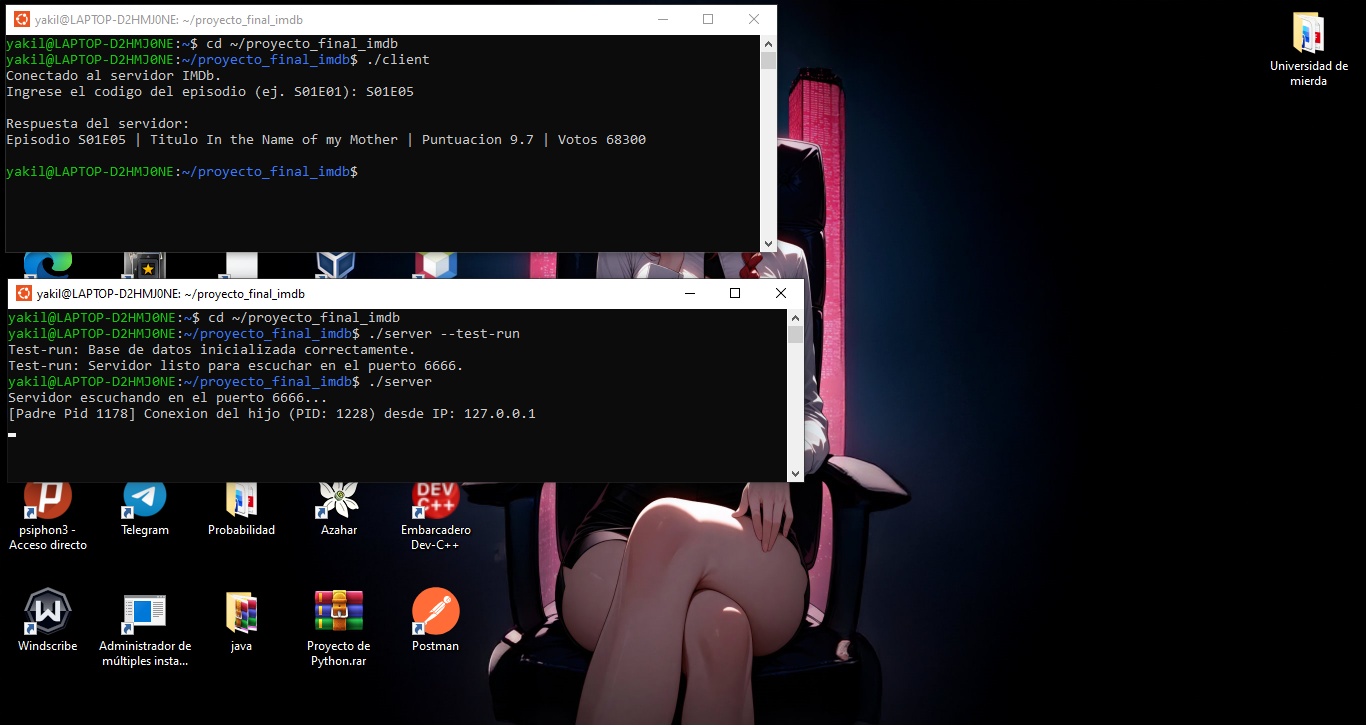 yakil@LAPTOP-D2HMJ0NE: ~/proyecto_final_imdb
yakil@LAPTOP-D2HMJ0NE:~$ cd ~/proyecto_final_imdb
yakil@LAPTOP-D2HMJ0NE:~/proyecto_final_imdb$ ./client
Conectado al servidor IMDb.
Ingrese el codigo del episodio (ej. S01E01): S01E05
Respuesta del servidor:
Episodio S01E05 | Titulo In the Name of my Mother | Puntuacion 9.7 | Votos 68300
yakil@LAPTOP-D2HMJ0NE:~/proyecto_final_imdb$
Universidad de
mierda
yakil@LAPTOP-D2HMJ0NE: ~/proyecto_final_imdb
yakil@LAPTOP-D2HMJ0NE:~$ cd ~/proyecto_final_imdb
yakil@LAPTOP-D2HMJ0NE:~/proyecto_final_imdb$ ./server --test-run
Test-run: Base de datos inicializada correctamente.
Test-run: Servidor listo para escuchar en el puerto 6666.
yakil@LAPTOP-D2HMJ0NE:~/proyecto_final_imdb$ ./server
Servidor escuchando en el puerto 6666...
[Padre Pid 1178] Conexion del hijo (PID: 1228) desde IP: 127.0.0.1
DEV
C++
psiphon3 -
Acceso directo
Telegram
Probabilidad
Azahar
Embarcadero
Dev-C++
Windscribe
Administrador de
múltiples insta...
java
Proyecto de
Python.rar
Postman